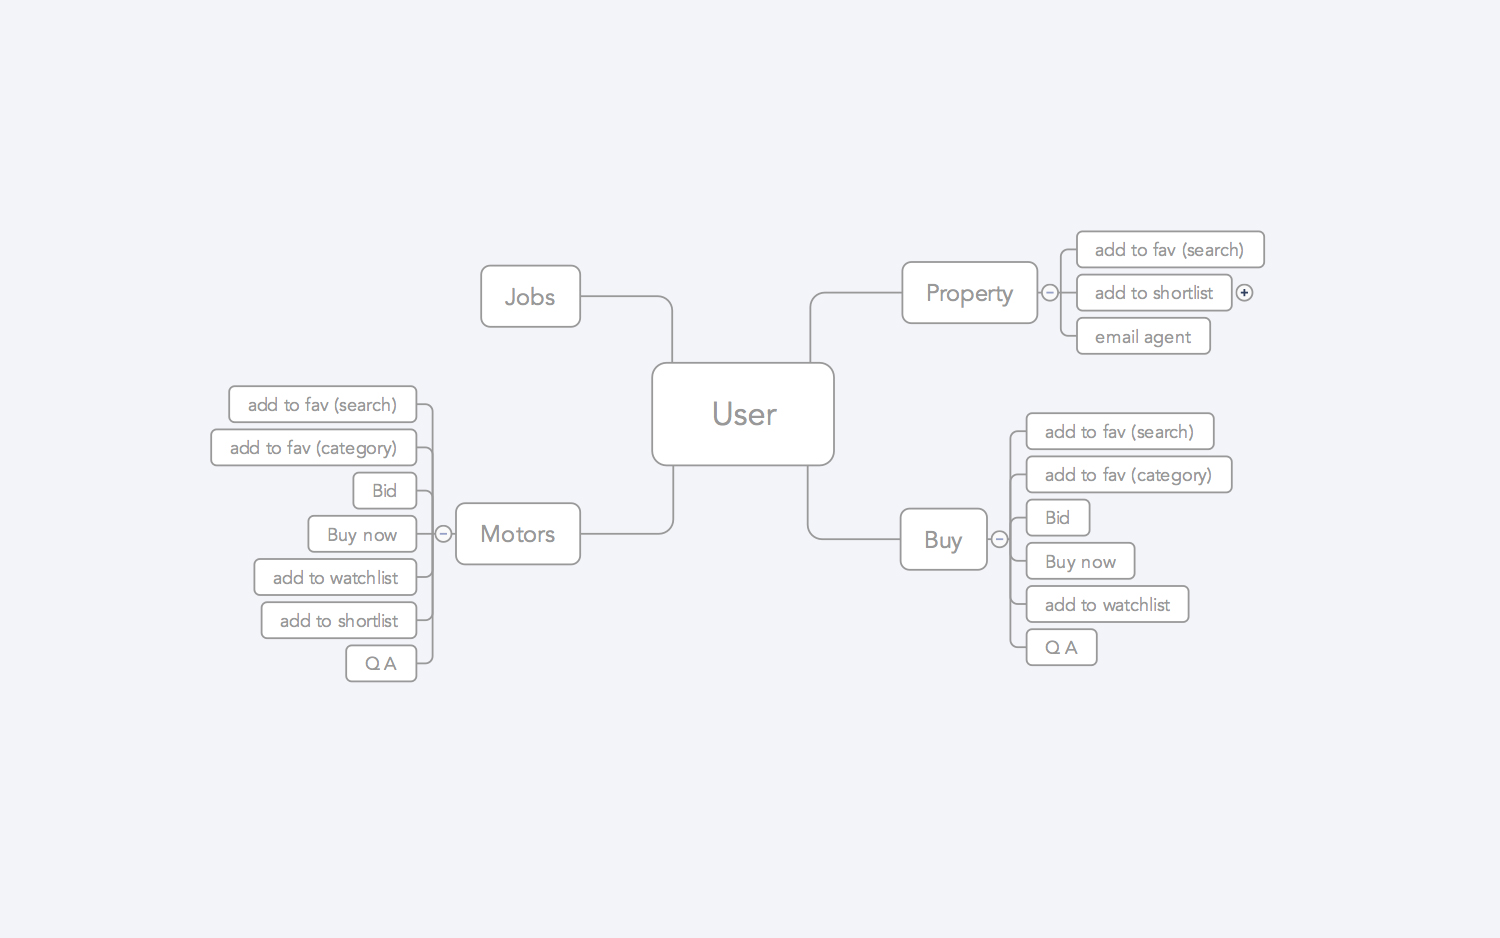 User
Jobs
Motors
add to fav (search)
add to fav (category)
Bid
Buy now
add to watchlist
add to shortlist
Q A
Property
add to fav (search)
add to shortlist
email agent
Buy
add to fav (search)
add to fav (category)
Bid
Buy now
add to watchlist
Q A